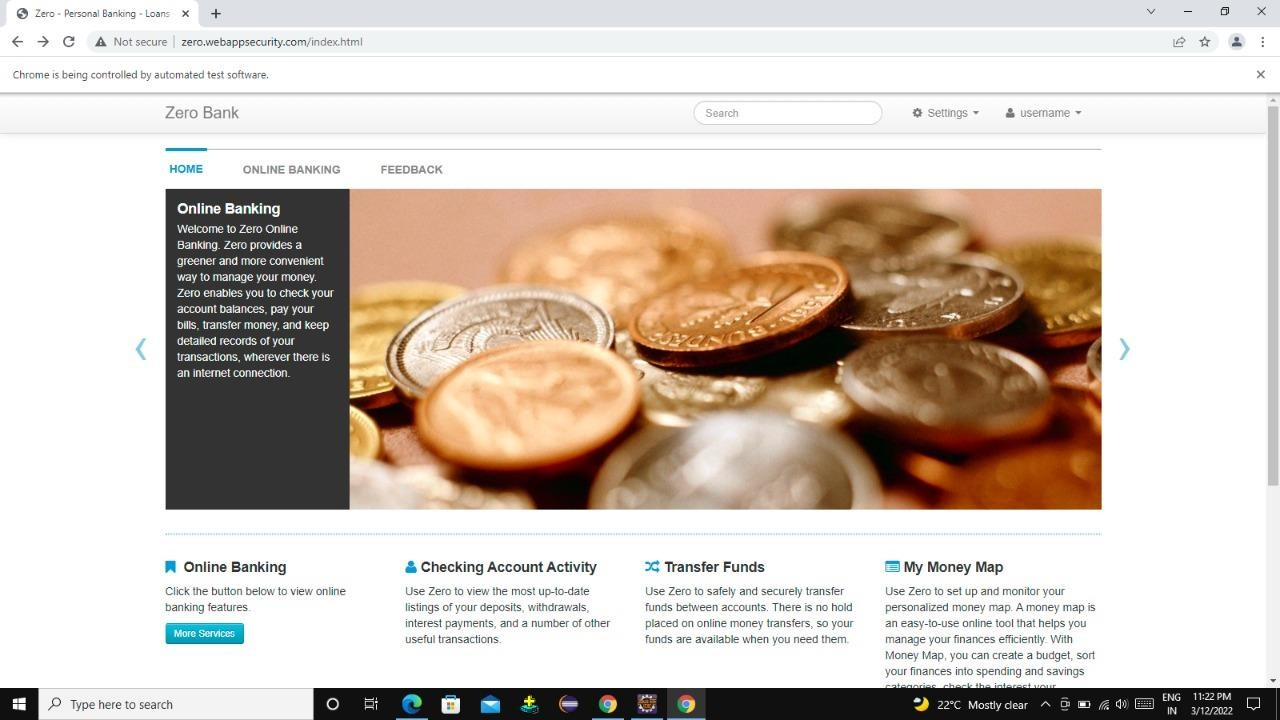 Zero - Personal Banking - Loans
Not secure zero.webappsecurity.com/index.html
Chrome is being controlled by automated test software.
Zero Bank Search Settings username
HOME ONLINE BANKING FEEDBACK
Online Banking
Welcome to Zero Online
Banking. Zero provides a
greener and more convenient
way to manage your money.
Zero enables you to check your
account balances, pay your
bills, transfer money, and keep
detailed records of your
transactions, wherever there is
an internet connection.
Online Banking
Click the button below to view online
banking features.
More Services
Checking Account Activity
Use Zero to view the most up-to-date
listings of your deposits, withdrawals,
interest payments, and a number of other
useful transactions.
Transfer Funds
Use Zero to safely and securely transfer
funds between accounts. There is no hold
placed on online money transfers, so your
funds are available when you need them.
My Money Map
Use Zero to set up and monitor your
personalized money map. A money map is
an easy-to-use online tool that helps you
manage your finances efficiently. With
Money Map, you can create a budget, sort
your finances into spending and savings
categories, check the interest your
Type here to search
22°C Mostly clear
ENG
IN
11:22 PM
3/12/2022